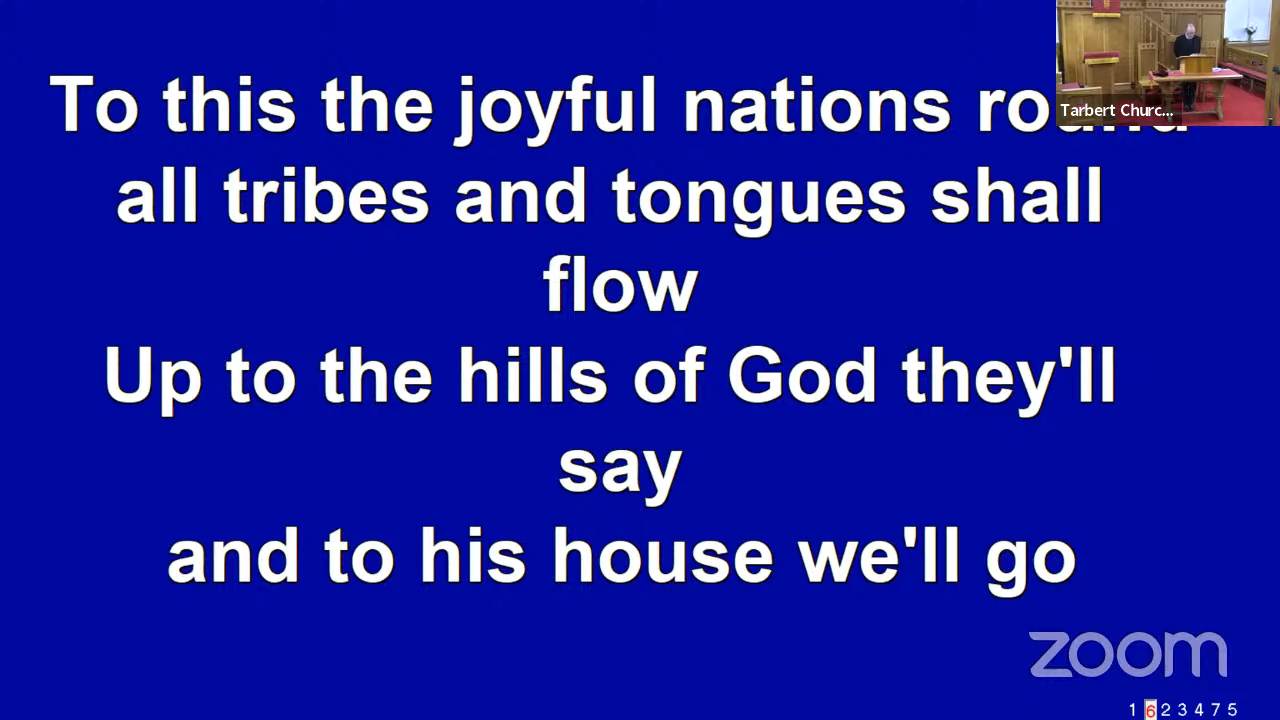 To this the joyful nations round
all tribes and tongues shall
flow
Up to the hills of God they'll
say
and to his house we'll go
Tarbert Churc...
zoom
1 6 2 3 4 7 5